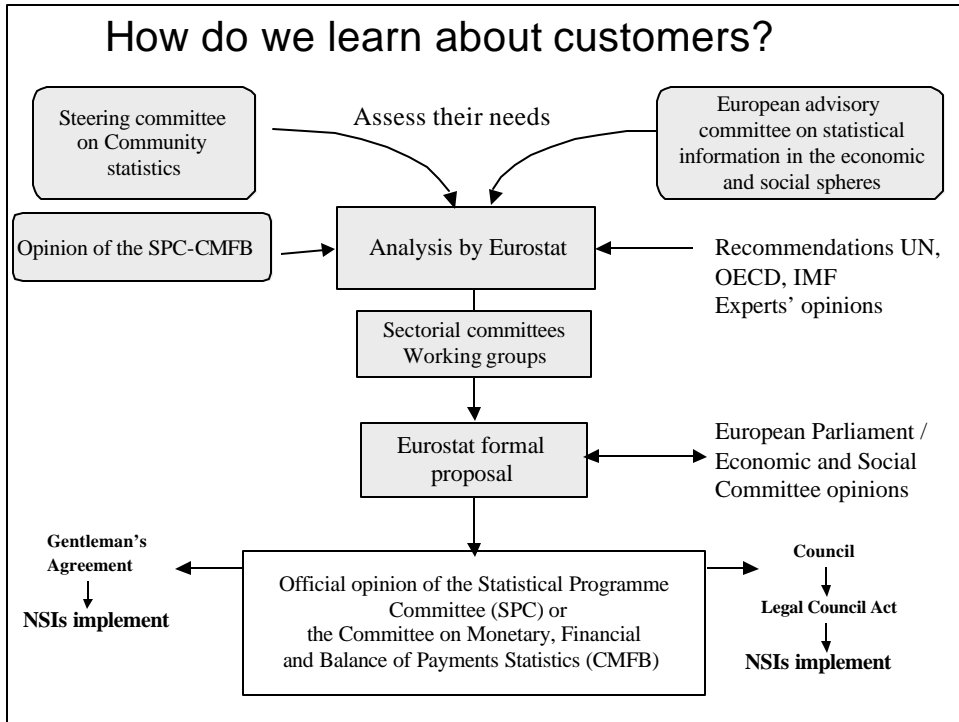 How do we learn about customers?
Steering committee
on Community
statistics
Assess their needs
European advisory
committee on statistical
information in the economic
and social spheres
Opinion of the SPC-CMFB
Analysis by Eurostat
Recommendations UN,
OECD, IMF
Experts’ opinions
Sectorial committees
Working groups
Eurostat formal
proposal
European Parliament /
Economic and Social
Committee opinions
Gentleman’s
Agreement
NSIs implement
Official opinion of the Statistical Programme
Committee (SPC) or
the Committee on Monetary, Financial
and Balance of Payments Statistics (CMFB)
Council
Legal Council Act
NSIs implement